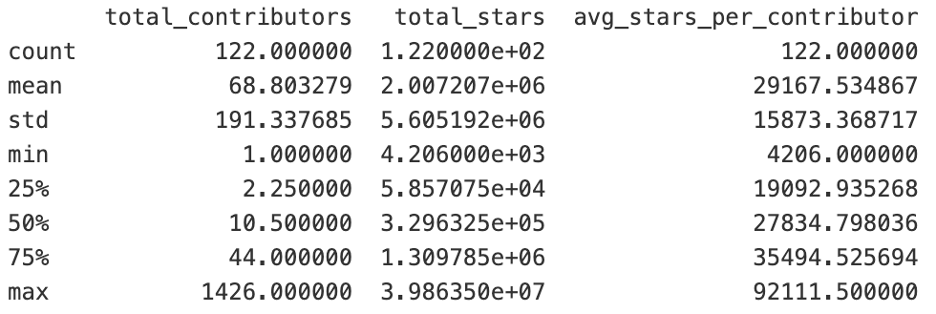 total_contributors total_stars avg_stars_per_contributor
count 122.000000 1.220000e+02 122.000000
mean 68.803279 2.007207e+06 29167.534867
std 191.337685 5.605192e+06 15873.368717
min 1.000000 4.206000e+03 4206.000000
25% 2.250000 5.857075e+04 19092.935268
50% 10.500000 3.296325e+05 27834.798036
75% 44.000000 1.309785e+06 35494.525694
max 1426.000000 3.986350e+07 92111.500000